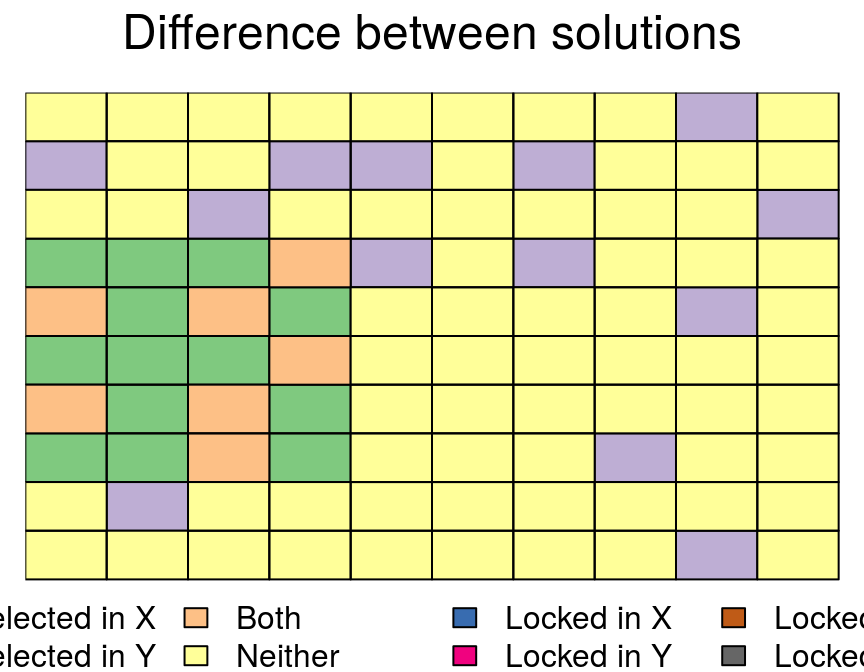 Difference between solutions
elected in X Both Locked in X Locked
elected in Y Neither Locked in Y Locked